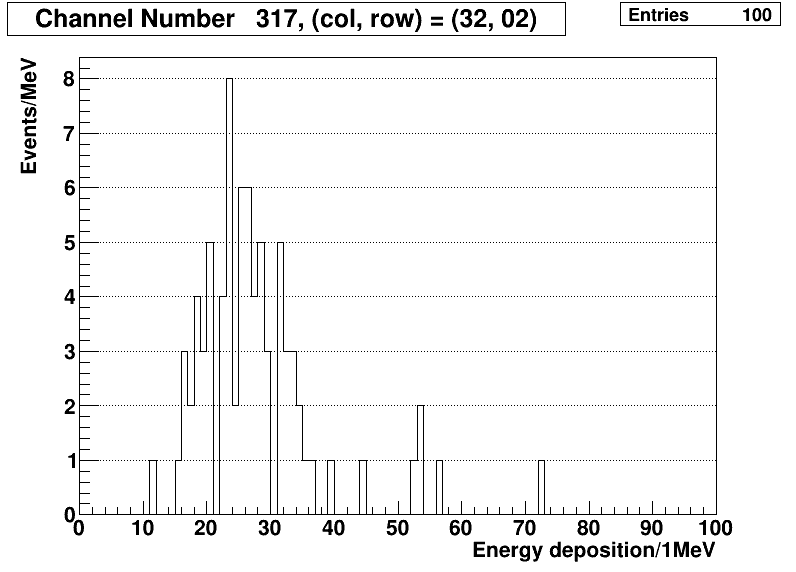 Channel Number 317, (col, row) = (32, 02)
Entries 100
Events/MeV
8
7
6
5
4
3
2
1
0
0 10 20 30 40 50 60 70 80 90 100
Energy deposition/1MeV